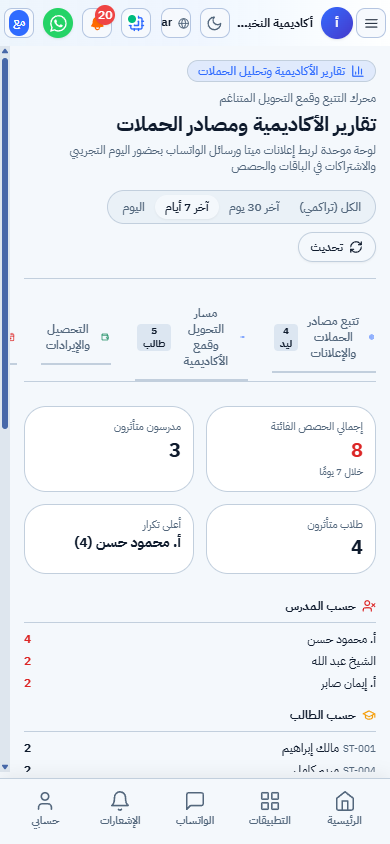 أ
أكاديمية النخبـ...
ar
20
مع
تقارير الأكاديمية وتحليل الحملات
محرك التتبع وقمع التحويل المتناغم
تقارير الأكاديمية ومصادر الحملات
لوحة موحدة لربط إعلانات ميتا ورسائل الواتساب بحضور اليوم التجريبي
والاشتراكات في الباقات والحصص
الكل (تراكمي)
آخر 30 يوم
آخر 7 أيام
اليوم
تحديث
تتبع مصادر
الحملات
والإعلانات
4
ليد
مسار
التحويل
وقمع
الأكاديمية
5
طالب
التحصيل
والإيرادات
إجمالي الحصص الفائتة
8
خلال 7 يومًا
مدرسون متأثرون
3
طلاب متأثرون
4
أعلى تكرار
أ. محمود حسن (4)
حسب المدرس
أ. محمود حسن 4
الشيخ عبد الله 2
أ. إيمان صابر 2
حسب الطالب
ST-001 مالك إبراهيم 2
ST-004 مريم كامل 2
الرئيسية
التطبيقات
الواتساب
الإشعارات
حسابي